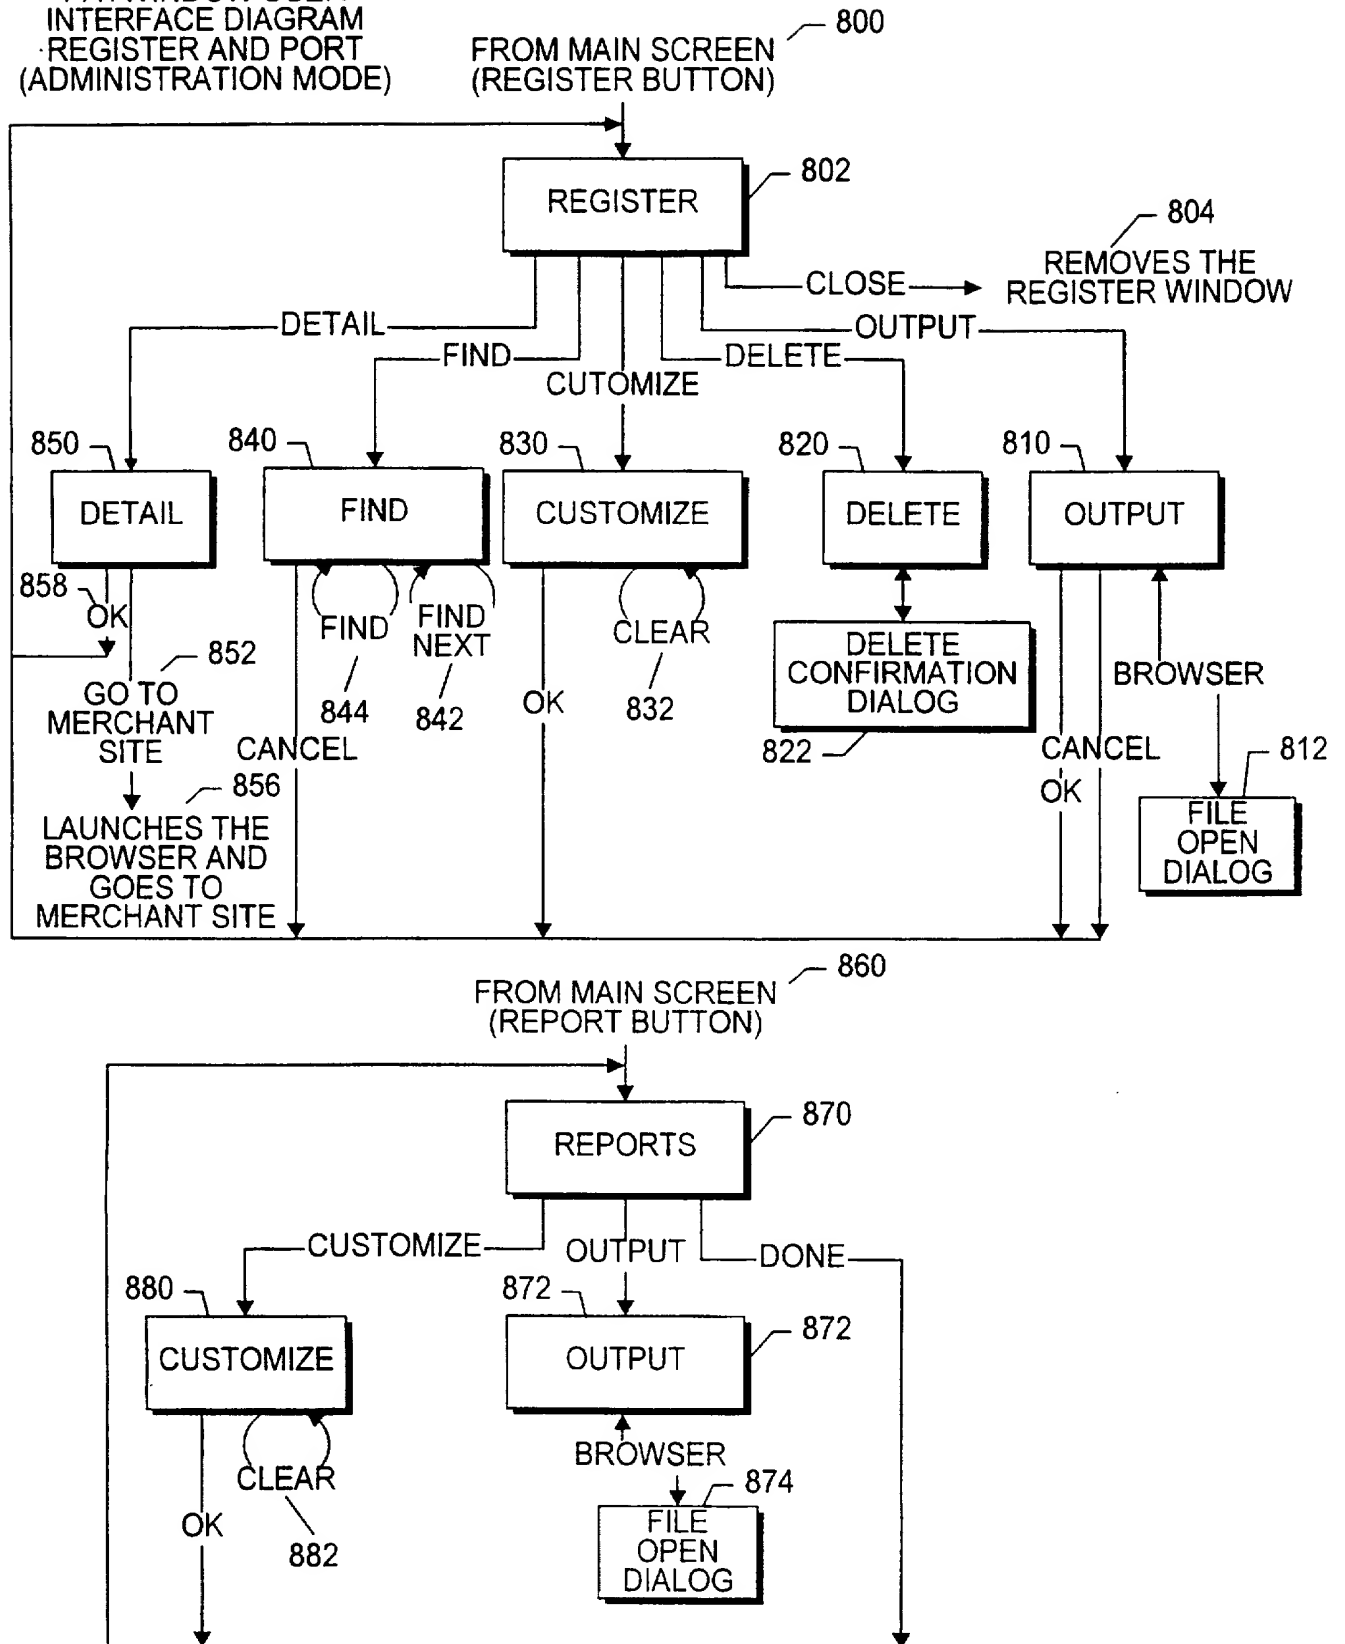 INTERFACE DIAGRAM
REGISTER AND PORT
(ADMINISTRATION MODE)
800
FROM MAIN SCREEN
(REGISTER BUTTON)
802
REGISTER
804
REMOVES THE
REGISTER WINDOW
CLOSE
DETAIL
OUTPUT
FIND
DELETE
CUTOMIZE
850
840
830
820
810
DETAIL
FIND
CUSTOMIZE
DELETE
OUTPUT
858
OK
FIND
844
FIND
NEXT
842
CLEAR
832
DELETE
CONFIRMATION
DIALOG
822
BROWSER
852
GO TO
MERCHANT
SITE
CANCEL
OK
CANCEL
OK
812
FILE
OPEN
DIALOG
856
LAUNCHES THE
BROWSER AND
GOES TO
MERCHANT SITE
860
FROM MAIN SCREEN
(REPORT BUTTON)
870
REPORTS
CUSTOMIZE
OUTPUT
DONE
880
872
872
CUSTOMIZE
OUTPUT
BROWSER
CLEAR
882
OK
874
FILE
OPEN
DIALOG